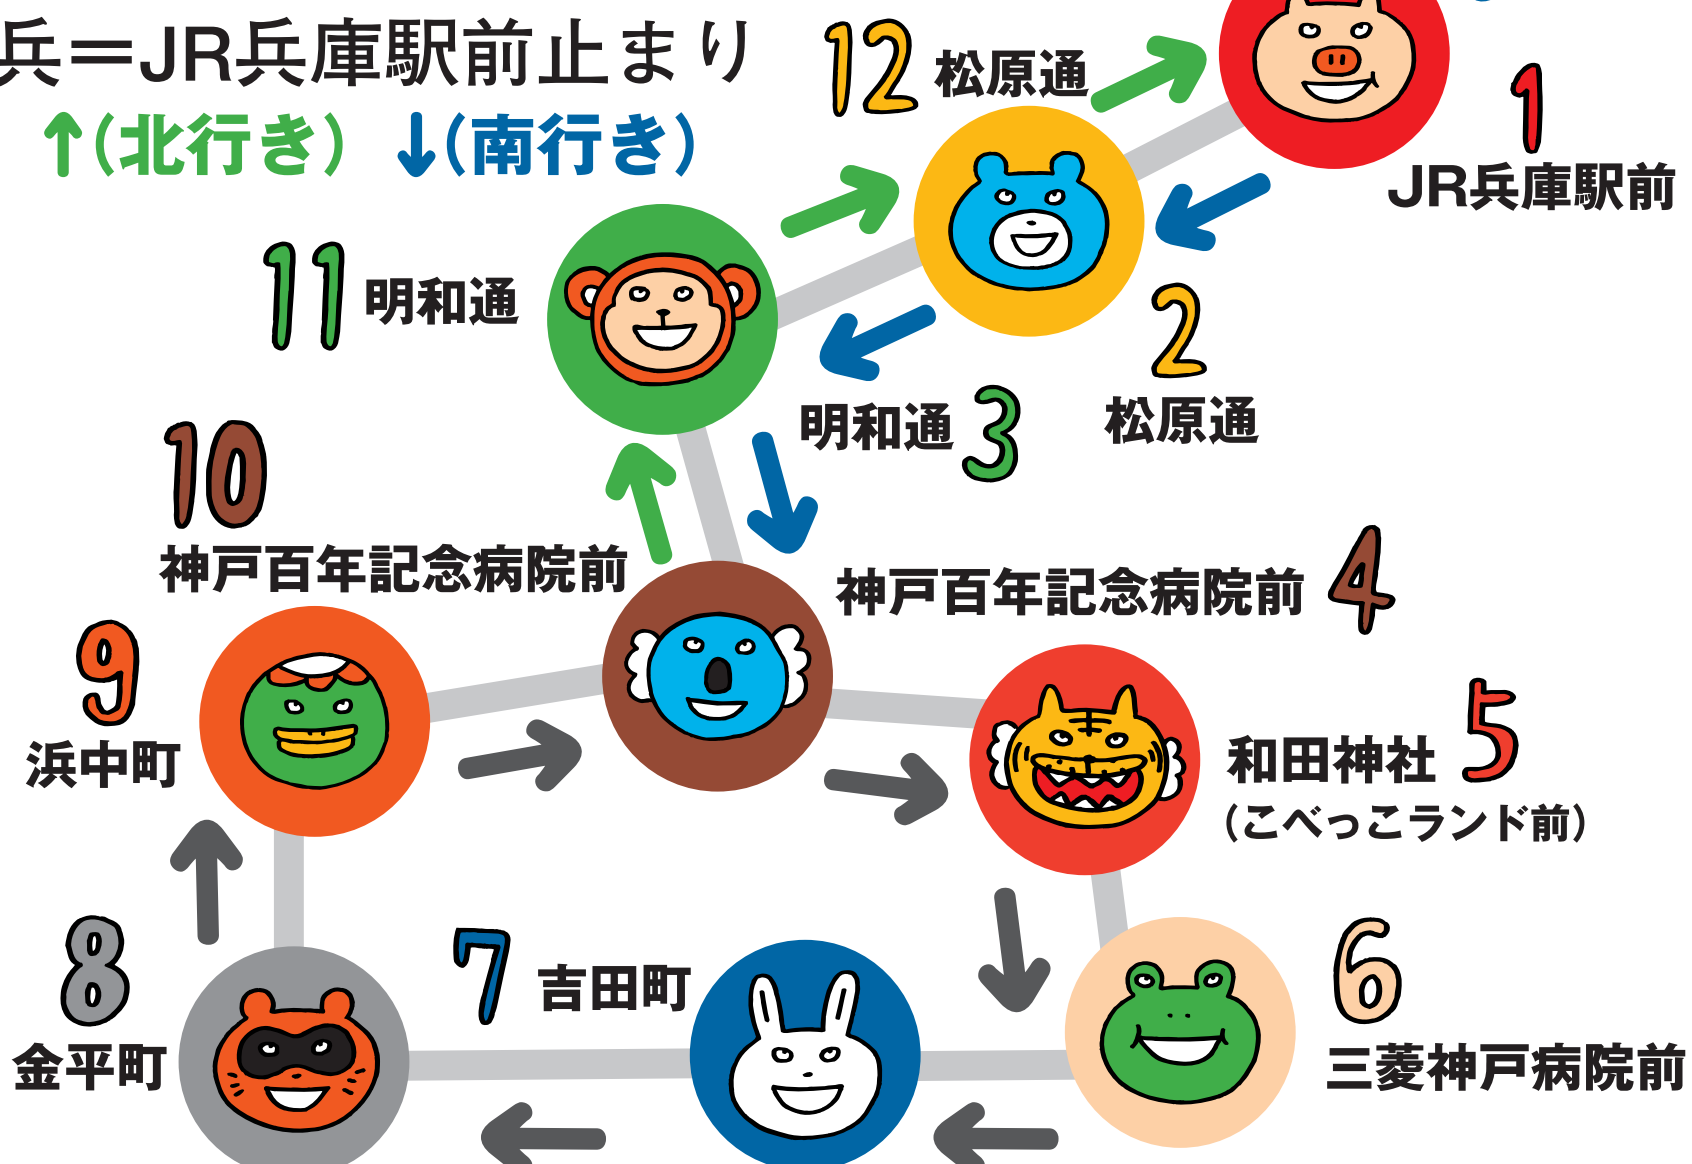 兵=JR兵庫駅前止まり
↑(北行き) ↓(南行き)
12 松原通
1
JR兵庫駅前
11 明和通
2
松原通
明和通 3
10
神戸百年記念病院前
神戸百年記念病院前 4
9
浜中町
和田神社 5
(こべっこランド前)
8
金平町
7 吉田町
6
三菱神戸病院前